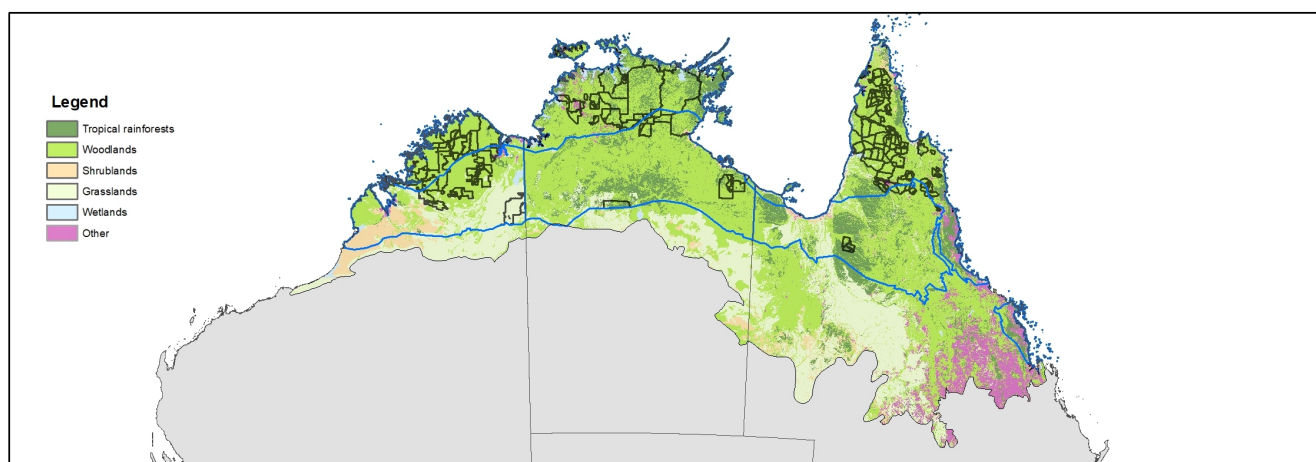 Legend
Tropical rainforests
Woodlands
Shrublands
Grasslands
Wetlands
Other